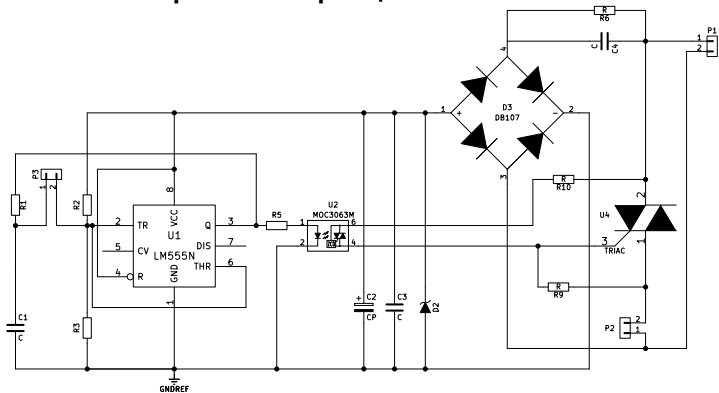 R
R6
C
C4
P1
1
2
4
1
+
D3
DB107
-
2
3
P3
1
2
R1
R2
8
VCC
2
TR
Q
3
R5
U1
LM555N
5
CV
DIS
7
THR
6
4
R
GND
1
U2
MOC3063M
1
6
2
4
R
R10
U4
2
1
3
TRIAC
R
R9
C1
C
R3
+
C2
CP
C3
C
D2
P2
2
1
GNDREF